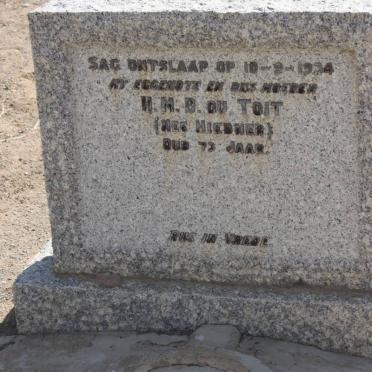 SAG ONTSLAAP OP 10-9-1934
MY EGGENOTE EN ONS MOEDER
H. M. D. DU TOIT
(NEE HIEBNER)
OUD 73 JAAR
RUS IN VREDE